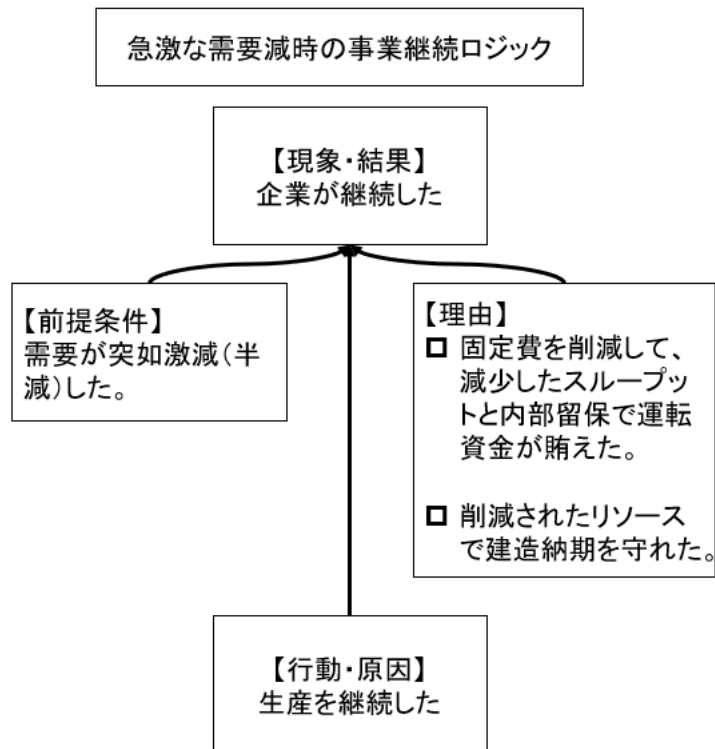 急激な需要減時の事業継続ロジック
【現象・結果】
企業が継続した
【前提条件】
需要が突如激減(半
減)した。
【理由】
固定費を削減して、
減少したスループッ
トと内部留保で運転
資金が賄えた。
削減されたリソース
で建造納期を守れた。
【行動・原因】
生産を継続した